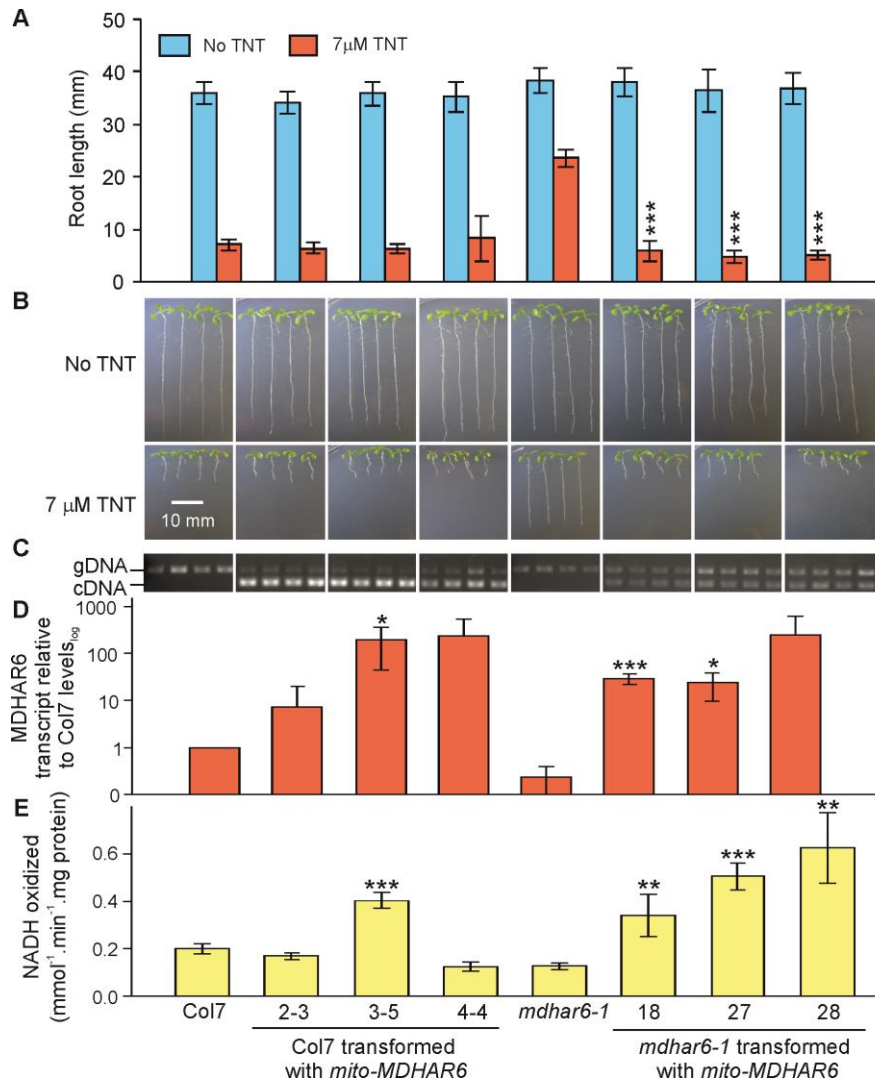 A
50
No TNT
7μM TNT
40
30
20
10
0
Root length (mm)
*** *** ***
B
No TNT
7 μM TNT
10 mm
C
gDNA
cDNA
D
1000
100
10
1
0
MDHAR6
transcript relative
to Col7 levels log
* *** *
E
0.6
0.4
0.2
0.0
NADH oxidized
(mmol⁻¹.min⁻¹.mg protein)
*** ** *** **
Col7 2-3 3-5 4-4 mdhar6-1 18 27 28
Col7 transformed mdhar6-1 transformed
with mito-MDHAR6 with mito-MDHAR6